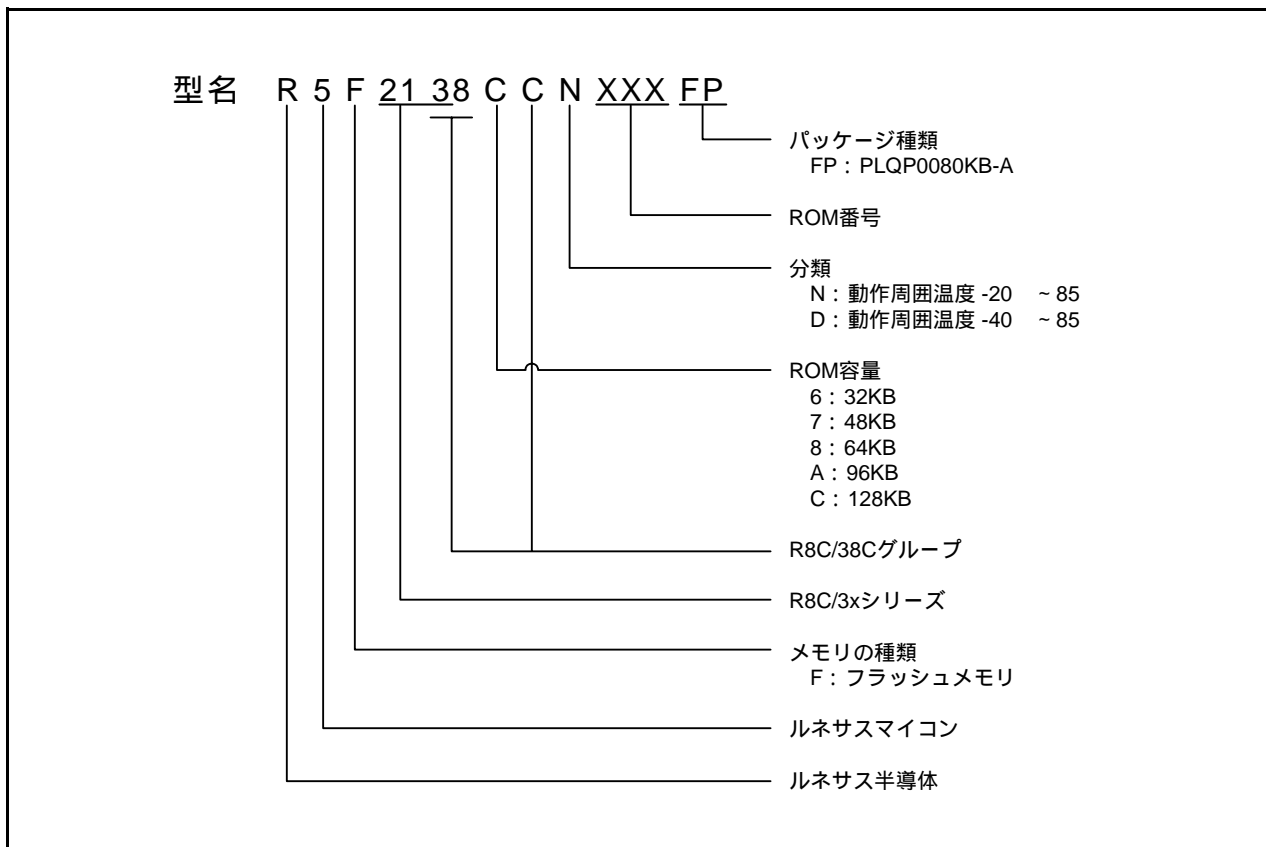 型名 R 5 F 21 38 C C N XXX FP
パッケージ種類
FP：PLQP0080KB-A
ROM番号
分類
N：動作周囲温度 -20 ~ 85
D：動作周囲温度 -40 ~ 85
ROM容量
6：32KB
7：48KB
8：64KB
A：96KB
C：128KB
R8C/38Cグループ
R8C/3xシリーズ
メモリの種類
F：フラッシュメモリ
ルネサスマイコン
ルネサス半導体